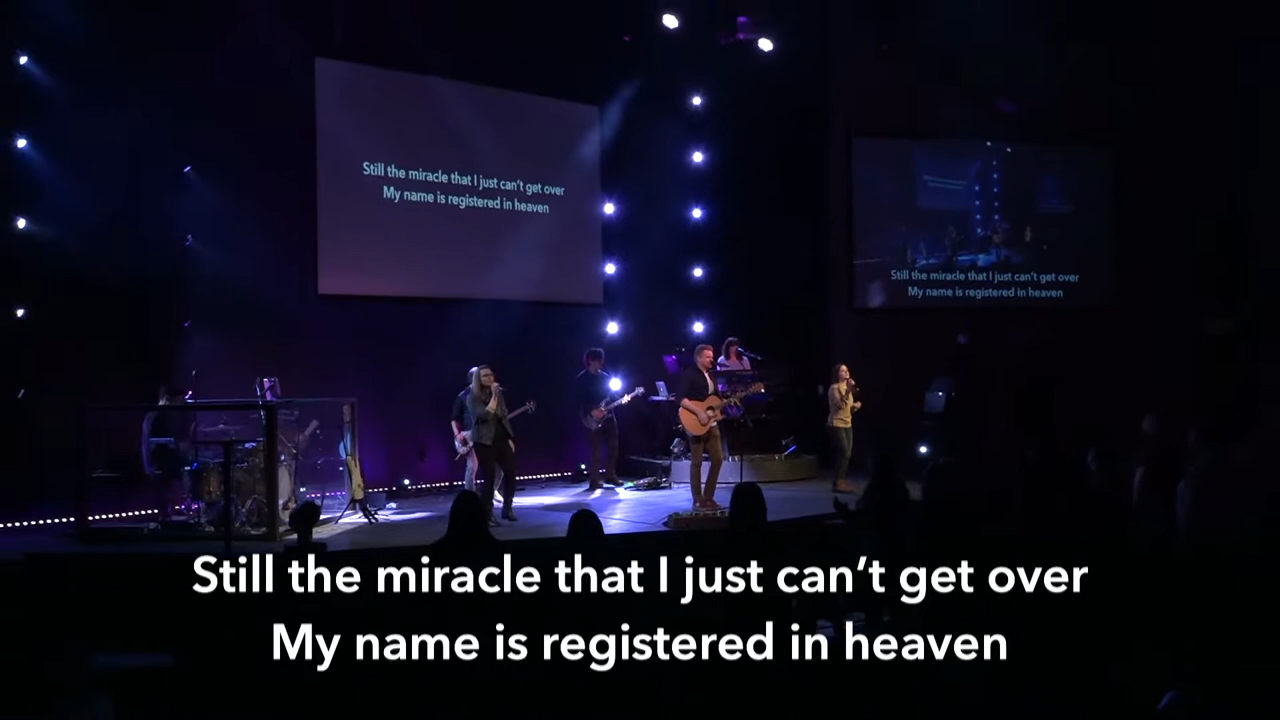 Still the miracle that I just can't get over
My name is registered in heaven
Still the miracle that I just can't get over
My name is registered in heaven
Still the miracle that I just can't get over
My name is registered in heaven